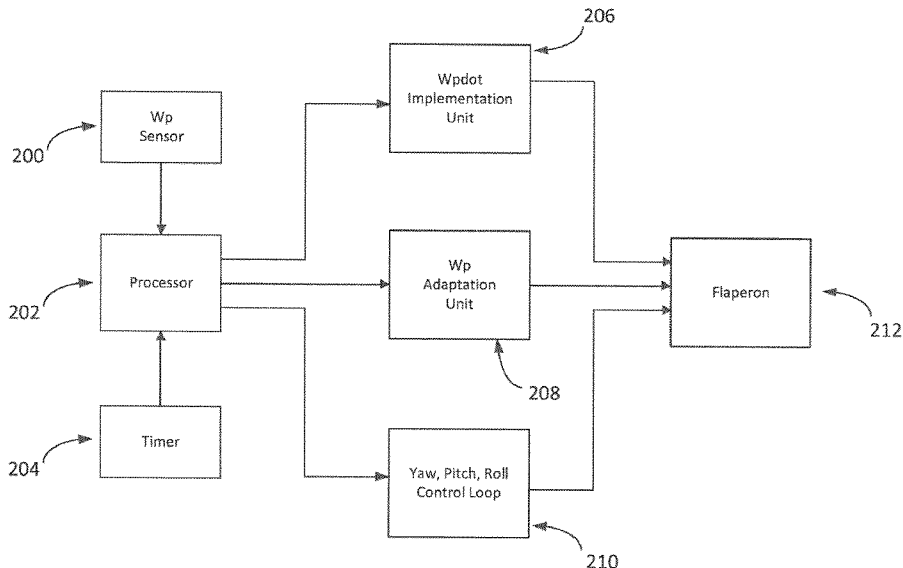 206
Wpdot
Implementation
Unit
Wp
Sensor
200
Processor
202
Wp
Adaptation
Unit
208
Flaperon
212
Timer
204
Yaw, Pitch, Roll
Control Loop
210